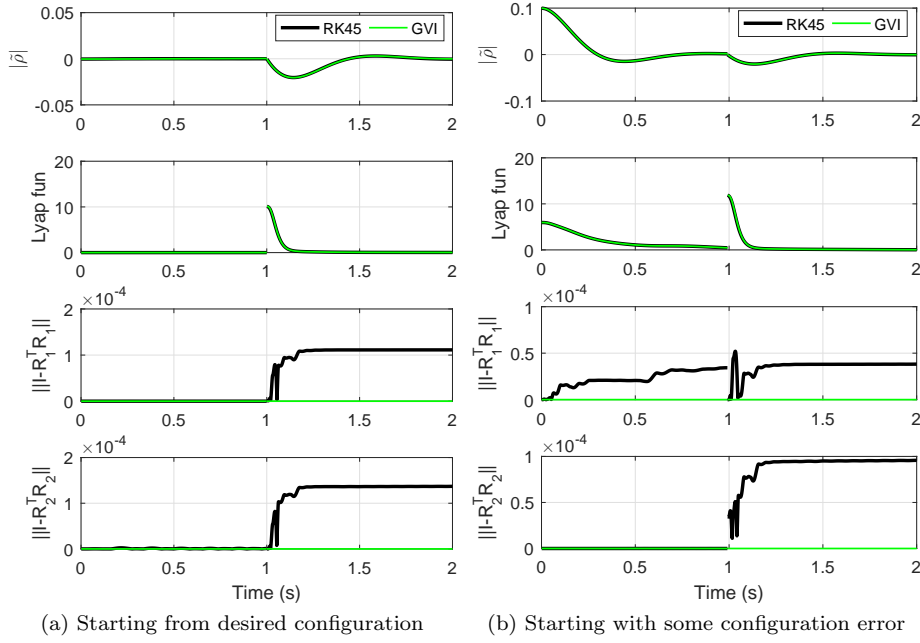 0.05
0
-0.05
|ρ̃|
RK45 GVI
0 0.5 1 1.5 2
20
10
0
Lyap fun
0 0.5 1 1.5 2
×10⁻⁴
2
1
0
||I-R₁ᵀR₁||
0 0.5 1 1.5 2
×10⁻⁴
2
1
0
||I-R₂ᵀR₂||
0 0.5 1 1.5 2
Time (s)
(a) Starting from desired configuration
0.1
0
-0.1
|ρ̃|
RK45 GVI
0 0.5 1 1.5 2
20
10
0
Lyap fun
0 0.5 1 1.5 2
×10⁻⁴
1
0.5
0
||I-R₁ᵀR₁||
0 0.5 1 1.5 2
×10⁻⁴
1
0.5
0
||I-R₂ᵀR₂||
0 0.5 1 1.5 2
Time (s)
(b) Starting with some configuration error